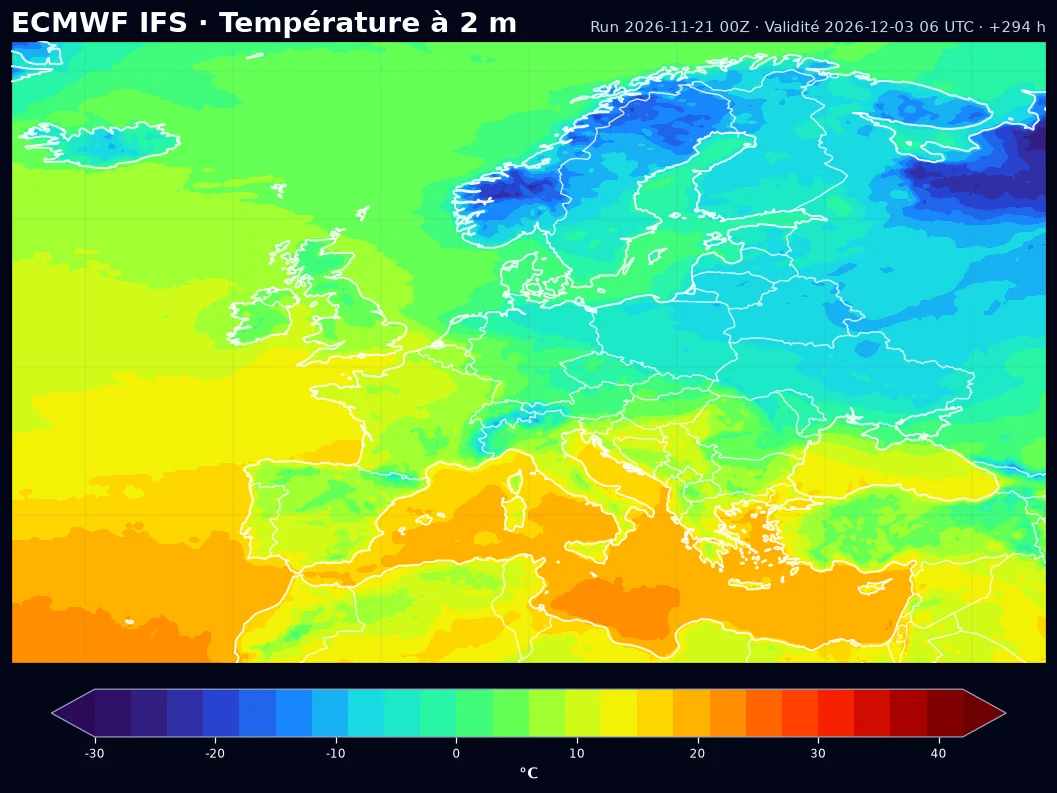 ECMWF IFS · Température à 2 m
Run 2026-11-21 00Z · Validité 2026-12-03 06 UTC · +294 h
-30 -20 -10 0 10 20 30 40
°C